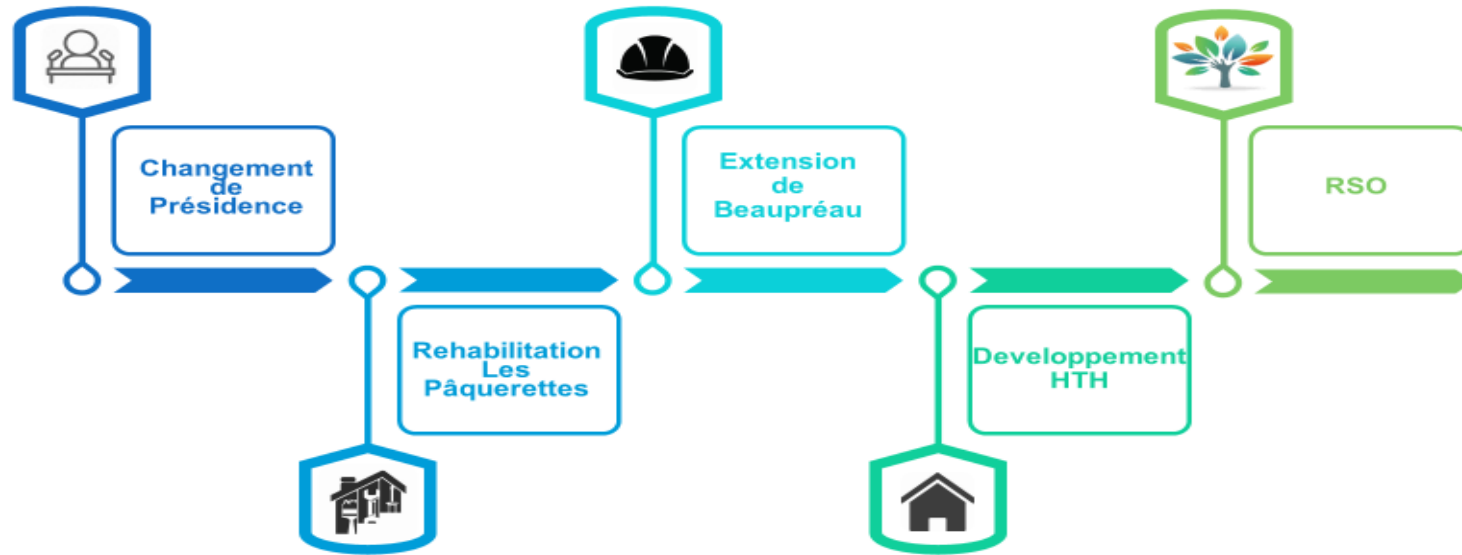 Changement
de
Présidence
Rehabilitation
Les
Pâquerettes
Extension
de
Beaupréau
Developpement
HTH
RSO